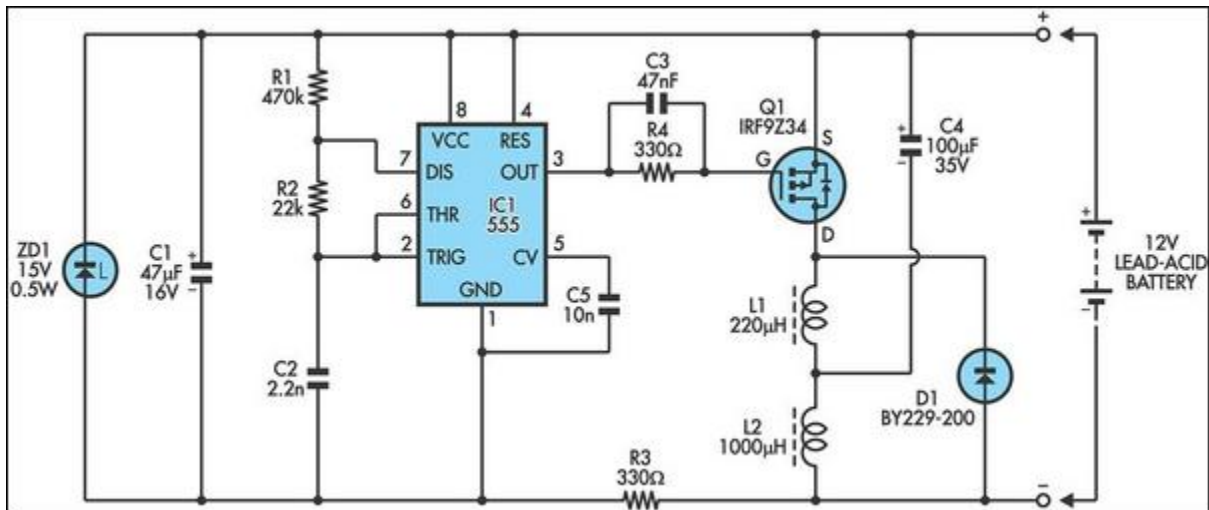 +
R1
470k
C3
47nF
R4
330Ω
Q1
IRF9Z34
S
G
D
C4
+
100µF
−
35V
8
4
VCC
RES
7
DIS
OUT
3
R2
22k
6
THR
IC1
555
2
TRIG
CV
5
GND
1
ZD1
15V
0.5W
L
C1
47µF
16V
+
−
C5
10n
L1
220µH
+
12V
LEAD-ACID
BATTERY
−
C2
2.2n
L2
1000µH
D1
BY229-200
R3
330Ω
−